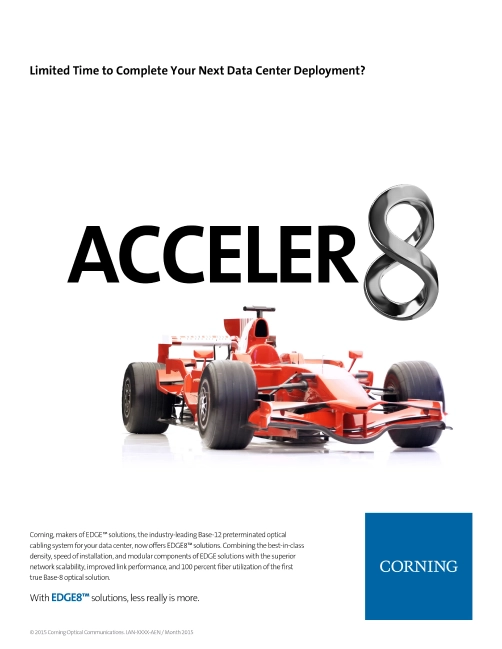 Limited Time to Complete Your Next Data Center Deployment?
ACCELER8
Corning, makers of EDGE™ solutions, the industry-leading Base-12 preterminated optical
cabling system for your data center, now offers EDGE8™ solutions. Combining the best-in-class
density, speed of installation, and modular components of EDGE solutions with the superior
network scalability, improved link performance, and 100 percent fiber utilization of the first
true Base-8 optical solution.
CORNING
With EDGE8™ solutions, less really is more.
© 2015 Corning Optical Communications. LAN-XXXX-AEN / Month 2015